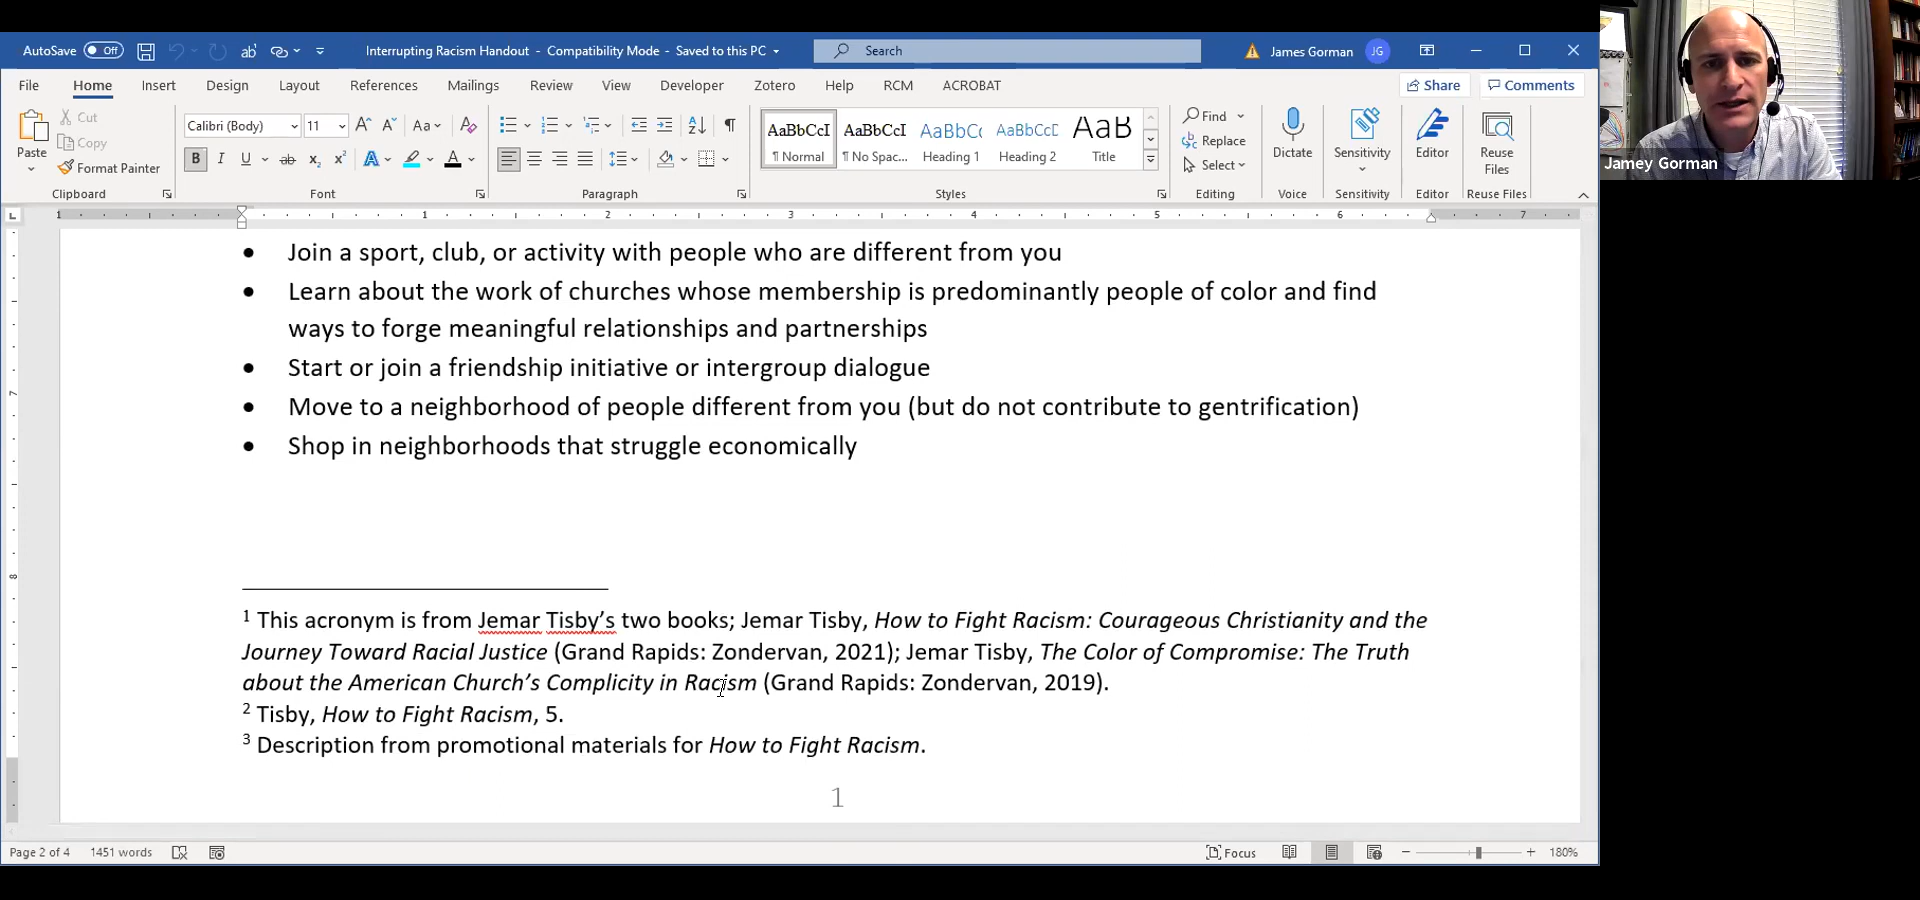 AutoSave Off
Interrupting Racism Handout - Compatibility Mode - Saved to this PC
Search
James Gorman JG
File Home Insert Design Layout References Mailings Review View Developer Zotero Help RCM ACROBAT
Share Comments
Paste
Cut
Copy
Format Painter
Clipboard
Calibri (Body) 11
Font
Paragraph
AaBbCcI AaBbCcI AaBbCc AaBbCcD AaB
¶ Normal ¶ No Spac... Heading 1 Heading 2 Title
Styles
Find
Replace
Select
Editing
Dictate
Voice
Sensitivity
Sensitivity
Editor
Editor
Reuse Files
Reuse Files
Jamey Gorman
1 1 2 3 4 5 6 7
• Join a sport, club, or activity with people who are different from you
• Learn about the work of churches whose membership is predominantly people of color and find
ways to forge meaningful relationships and partnerships
• Start or join a friendship initiative or intergroup dialogue
• Move to a neighborhood of people different from you (but do not contribute to gentrification)
• Shop in neighborhoods that struggle economically
1 This acronym is from Jemar Tisby’s two books; Jemar Tisby, How to Fight Racism: Courageous Christianity and the
Journey Toward Racial Justice (Grand Rapids: Zondervan, 2021); Jemar Tisby, The Color of Compromise: The Truth
about the American Church’s Complicity in Racism (Grand Rapids: Zondervan, 2019).
2 Tisby, How to Fight Racism, 5.
3 Description from promotional materials for How to Fight Racism.
1
Page 2 of 4 1451 words
Focus
180%